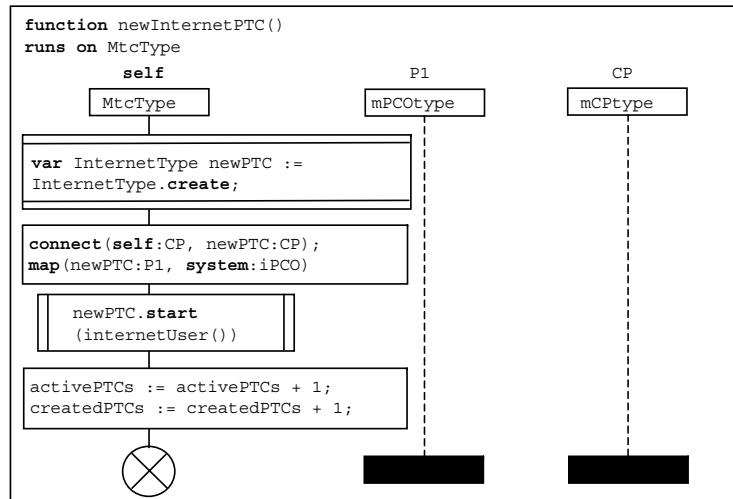 function newInternetPTC()
runs on MtcType
self P1 CP
MtcType mPCOtype mCPtype
var InternetType newPTC :=
InternetType.create;
connect(self:CP, newPTC:CP);
map(newPTC:P1, system:iPCO)
newPTC.start
(internetUser())
activePTCs := activePTCs + 1;
createdPTCs := createdPTCs + 1;